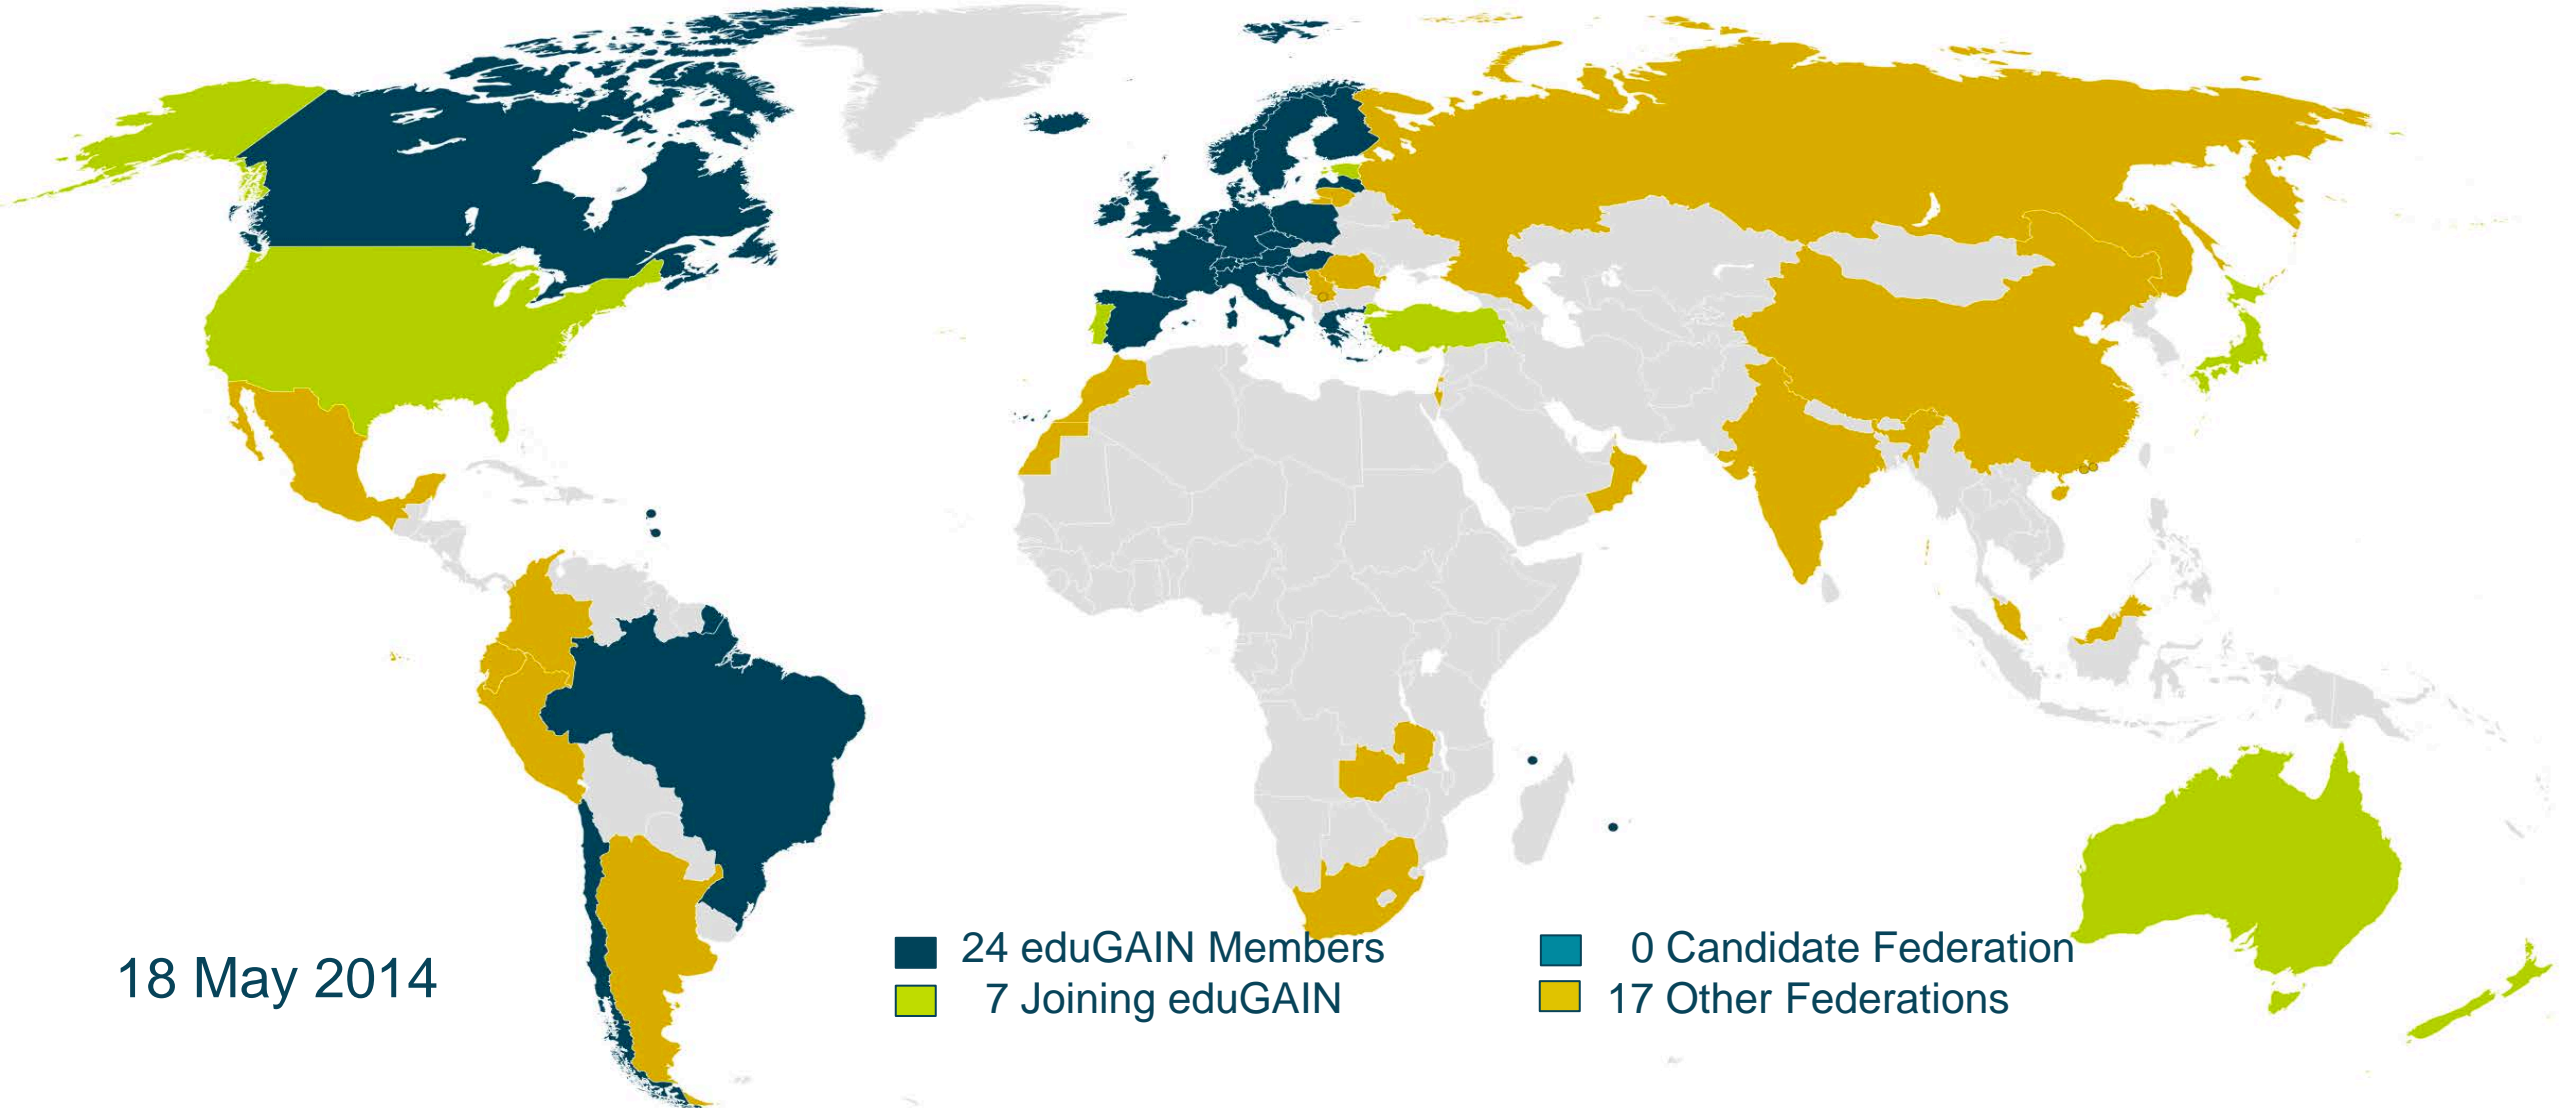 18 May 2014
24 eduGAIN Members
7 Joining eduGAIN
0 Candidate Federation
17 Other Federations